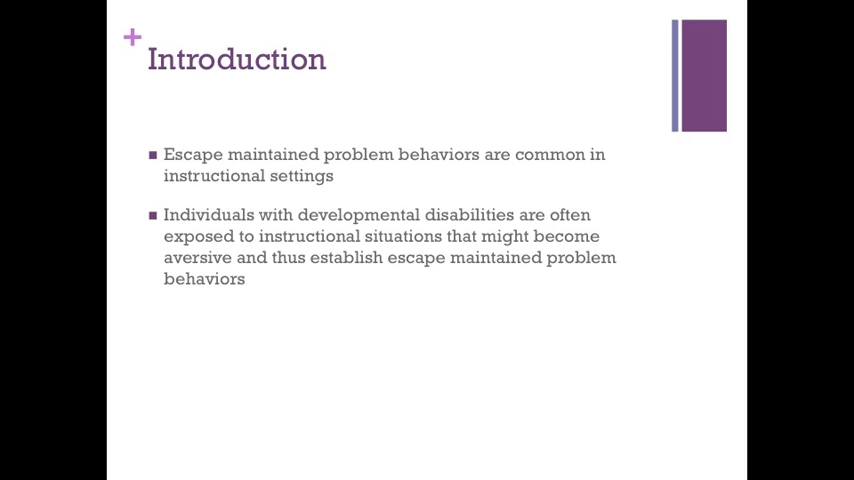 +
Introduction
■ Escape maintained problem behaviors are common in
instructional settings
■ Individuals with developmental disabilities are often
exposed to instructional situations that might become
aversive and thus establish escape maintained problem
behaviors